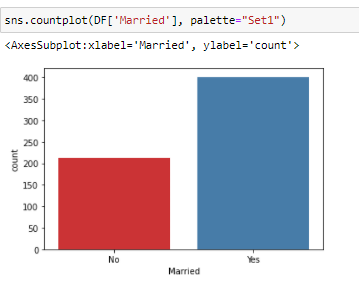 sns.countplot(DF['Married'], palette="Set1")
<AxesSubplot:xlabel='Married', ylabel='count'>
400
350
300
250
200
150
100
50
0
count
No Yes
Married